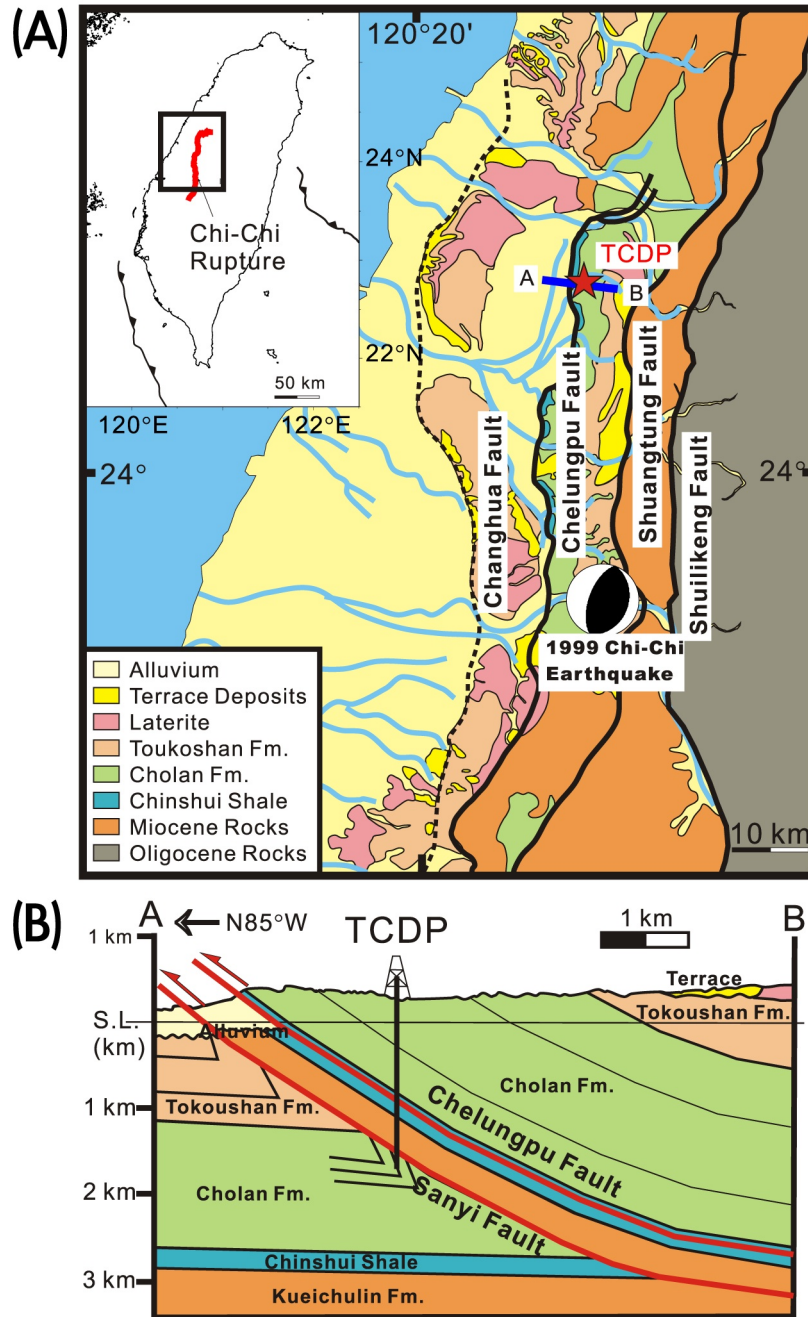 (A)
120°20'
24°N
22°N
Chi-Chi
Rupture
50 km
120°E
122°E
24°
24°
TCDP
A
B
Changhua Fault
Chelungpu Fault
Shuangtung Fault
Shuilikeng Fault
1999 Chi-Chi
Earthquake
Alluvium
Terrace Deposits
Laterite
Toukoshan Fm.
Cholan Fm.
Chinshui Shale
Miocene Rocks
Oligocene Rocks
10 km
(B)
A
N85°W
TCDP
1 km
B
1 km
S.L.
(km)
1 km
2 km
3 km
Terrace
Tokoushan Fm.
Alluvium
Tokoushan Fm.
Cholan Fm.
Chelungpu Fault
Sanyi Fault
Cholan Fm.
Chinshui Shale
Kueichulin Fm.